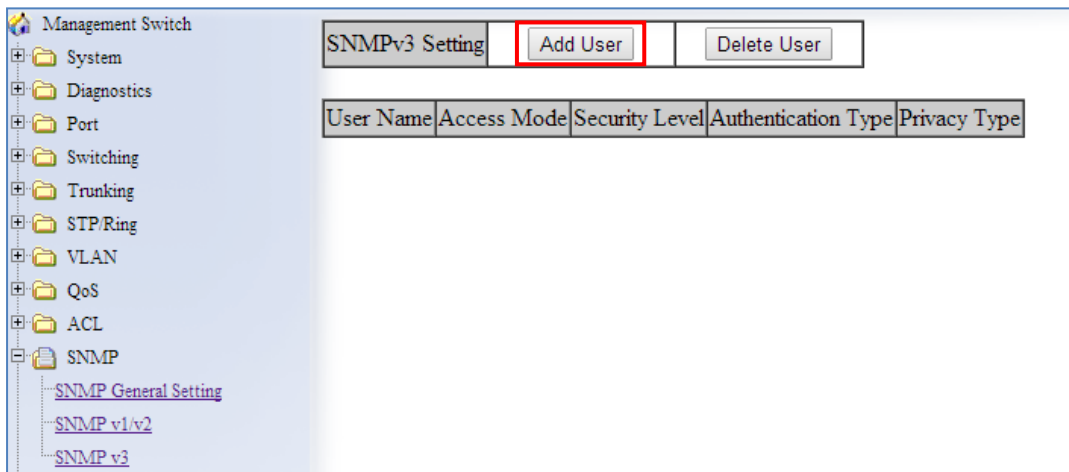 Management Switch
System
Diagnostics
Port
Switching
Trunking
STP/Ring
VLAN
QoS
ACL
SNMP
SNMP General Setting
SNMP v1/v2
SNMP v3
SNMPv3 Setting Add User Delete User
User Name Access Mode Security Level Authentication Type Privacy Type